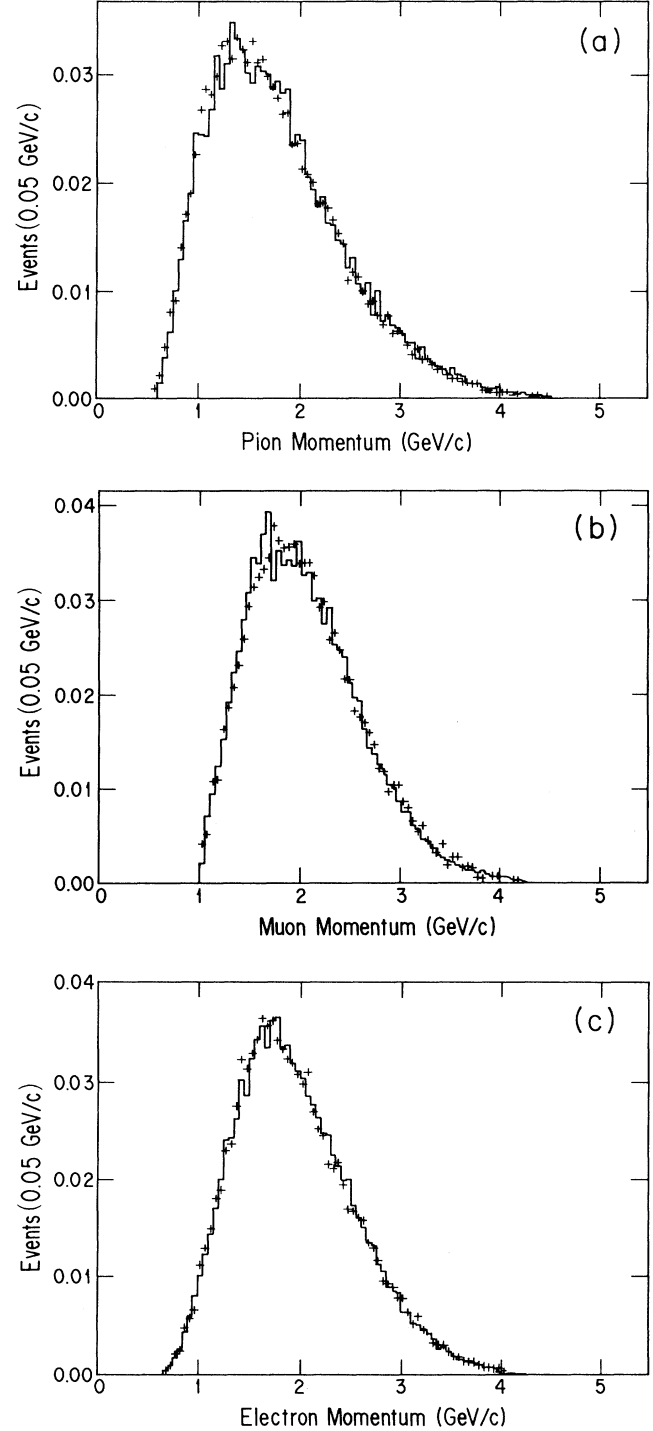 (a)
Events(0.05 GeV/c)
0.03
0.02
0.01
0.00
0 1 2 3 4 5
Pion Momentum (GeV/c)
(b)
Events(0.05 GeV/c)
0.04
0.03
0.02
0.01
0.00
0 1 2 3 4 5
Muon Momentum (GeV/c)
(c)
Events(0.05 GeV/c)
0.04
0.03
0.02
0.01
0.00
0 1 2 3 4 5
Electron Momentum (GeV/c)